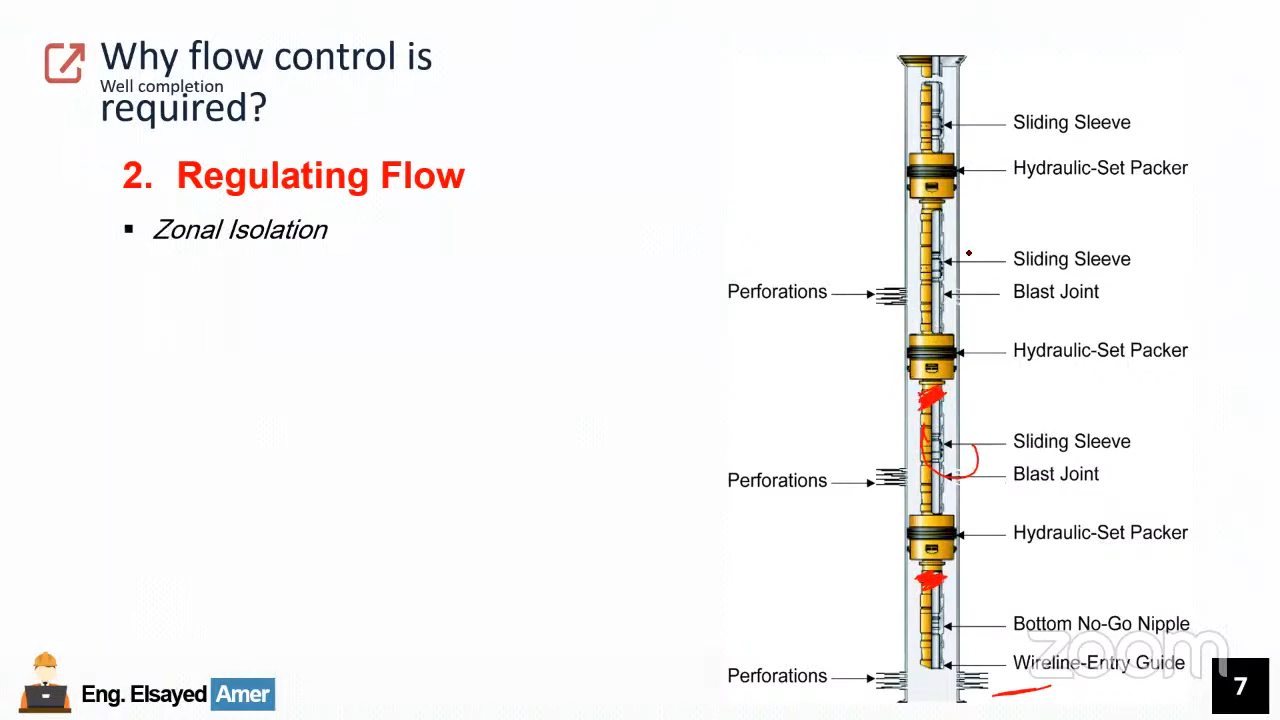 Why flow control is
Well completion
required?
2. Regulating Flow
▪ Zonal Isolation
Sliding Sleeve
Hydraulic-Set Packer
Sliding Sleeve
Perforations
Blast Joint
Hydraulic-Set Packer
Sliding Sleeve
Perforations
Blast Joint
Hydraulic-Set Packer
Bottom No-Go Nipple
zoom
Wireline-Entry Guide
Perforations
Eng. Elsayed Amer
7